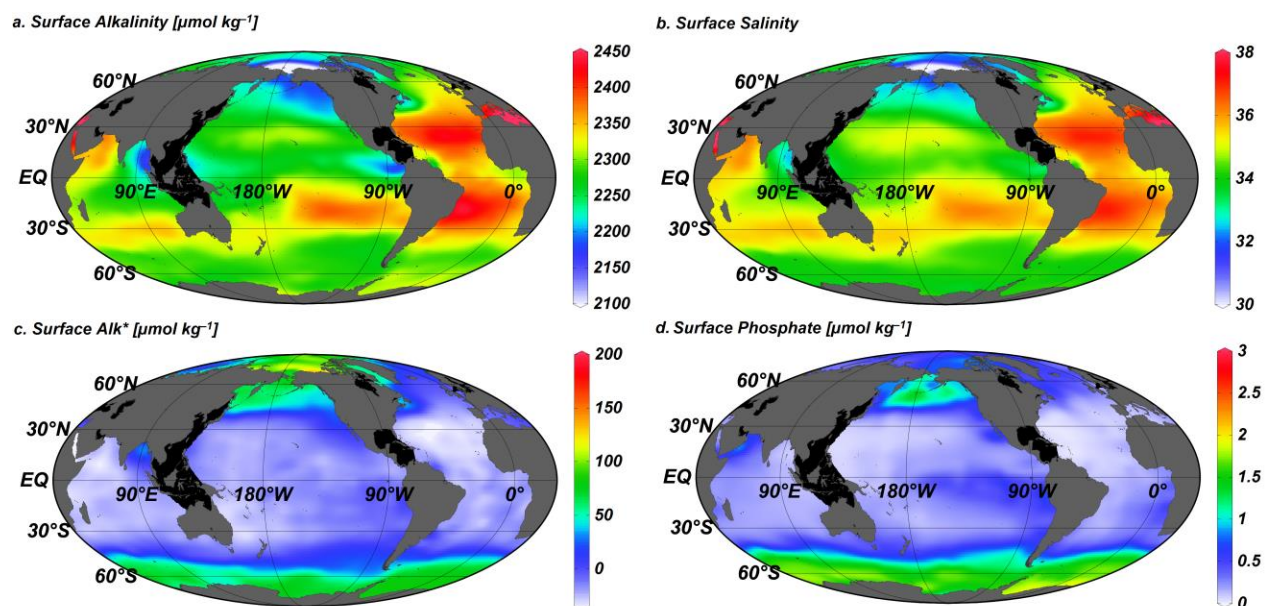 a. Surface Alkalinity [µmol kg⁻¹]
2450
2400
2350
2300
2250
2200
2150
2100
60°N
30°N
EQ
30°S
60°S
90°E
180°W
90°W
0°
b. Surface Salinity
38
36
34
32
30
60°N
30°N
EQ
30°S
60°S
90°E
180°W
90°W
0°
c. Surface Alk* [µmol kg⁻¹]
200
150
100
50
0
60°N
30°N
EQ
30°S
60°S
90°E
180°W
90°W
0°
d. Surface Phosphate [µmol kg⁻¹]
3
2.5
2
1.5
1
0.5
0
60°N
30°N
EQ
30°S
60°S
90°E
180°W
90°W
0°